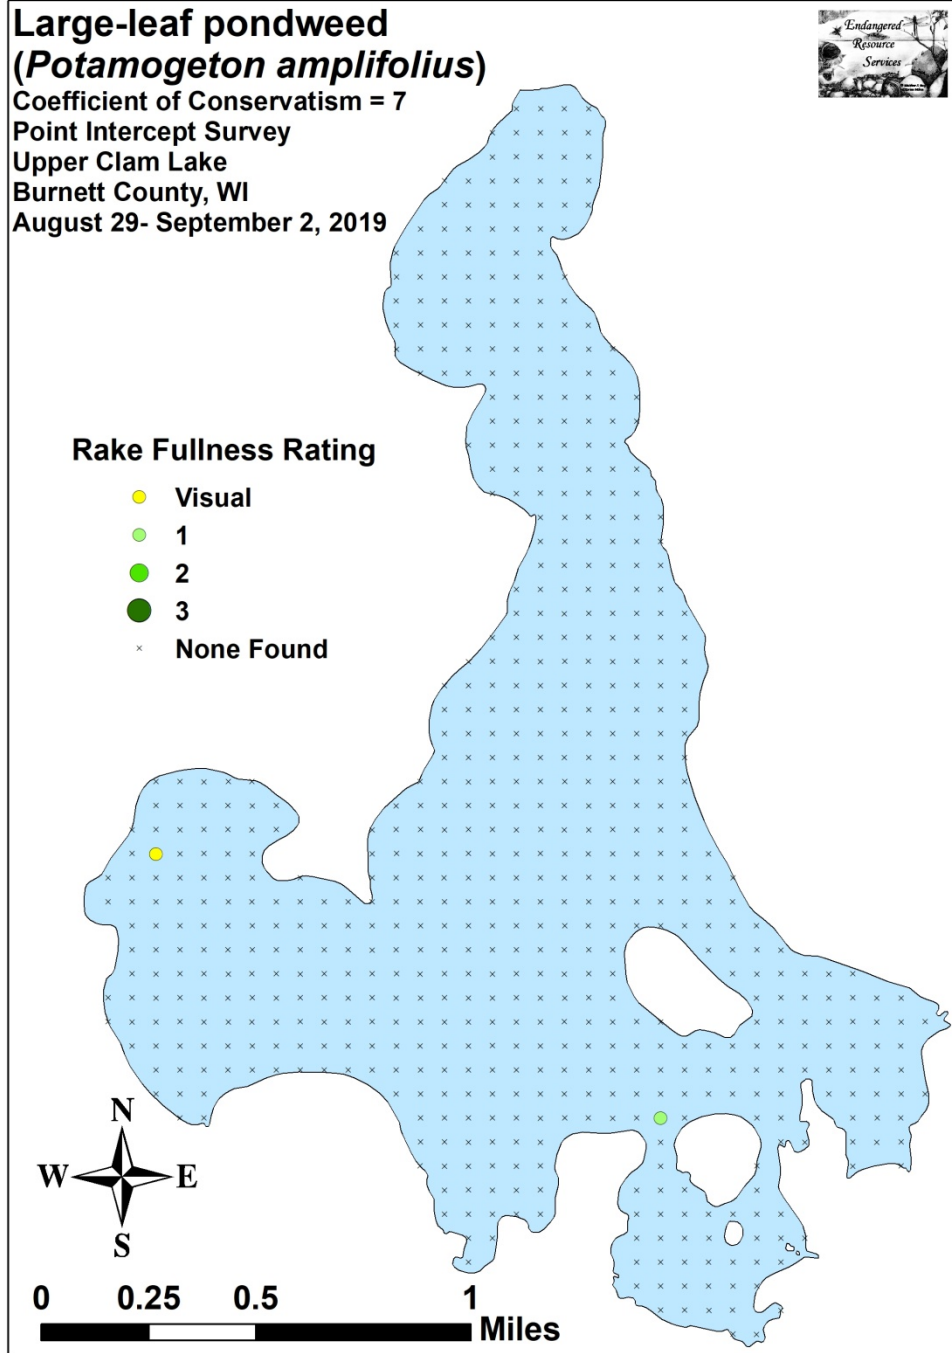 Large-leaf pondweed
(Potamogeton amplifolius)
Coefficient of Conservatism = 7
Point Intercept Survey
Upper Clam Lake
Burnett County, WI
August 29- September 2, 2019
Endangered
Resource
Services
Rake Fullness Rating
Visual
1
2
3
None Found
N
W E
S
0 0.25 0.5 1
Miles